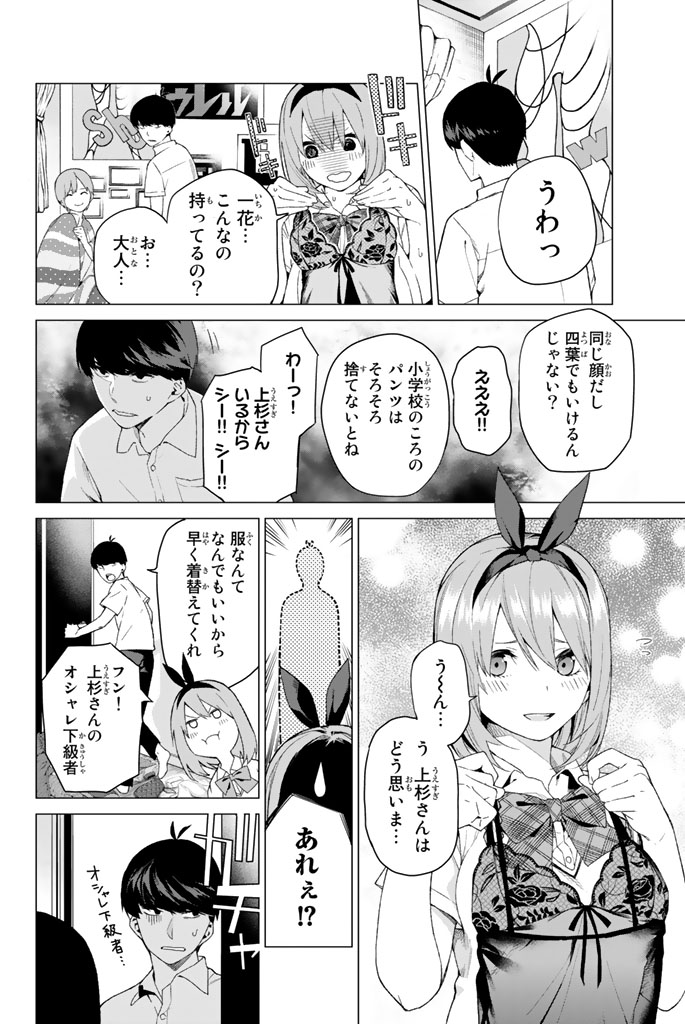 うわっ
ドキ
ドキ
一花…
こんなの
持ってるの？
お…
大人…
同じ顔だし
四葉でもいけるん
じゃない？
えええ!!
小学校のころの
パンツは
そろそろ
捨てないとね
わーっ！
上杉さん
いるから
シー!! シー!!
う〜ん…
う 上杉さんは
どう思いま…
あれぇ!?
服なんて
なんでもいいから
早く着替えてくれ
フン！
上杉さんの
オシャレ下級者
オシャレ下級者…